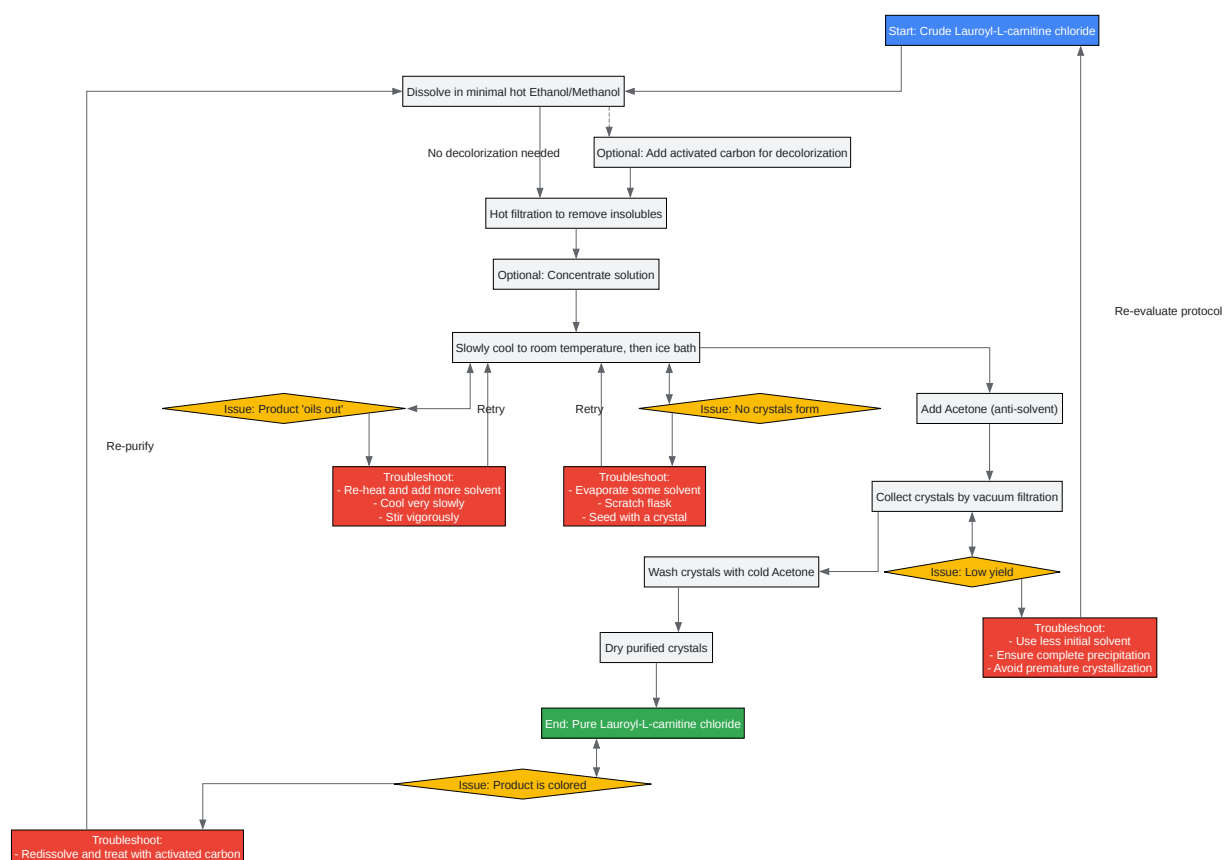 Start: Crude Lauroyl-L-carnitine chloride
Dissolve in minimal hot Ethanol/Methanol
No decolorization needed
Optional: Add activated carbon for decolorization
Hot filtration to remove insolubles
Optional: Concentrate solution
Re-evaluate protocol
Slowly cool to room temperature, then ice bath
Issue: Product 'oils out'
Retry
Retry
Issue: No crystals form
Add Acetone (anti-solvent)
Re-purify
Troubleshoot:
- Re-heat and add more solvent
- Cool very slowly
- Stir vigorously
Troubleshoot:
- Evaporate some solvent
- Scratch flask
- Seed with a crystal
Collect crystals by vacuum filtration
Wash crystals with cold Acetone
Issue: Low yield
Troubleshoot:
- Use less initial solvent
- Ensure complete precipitation
- Avoid premature crystallization
Dry purified crystals
End: Pure Lauroyl-L-carnitine chloride
Issue: Product is colored
Troubleshoot:
- Redissolve and treat with activated carbon